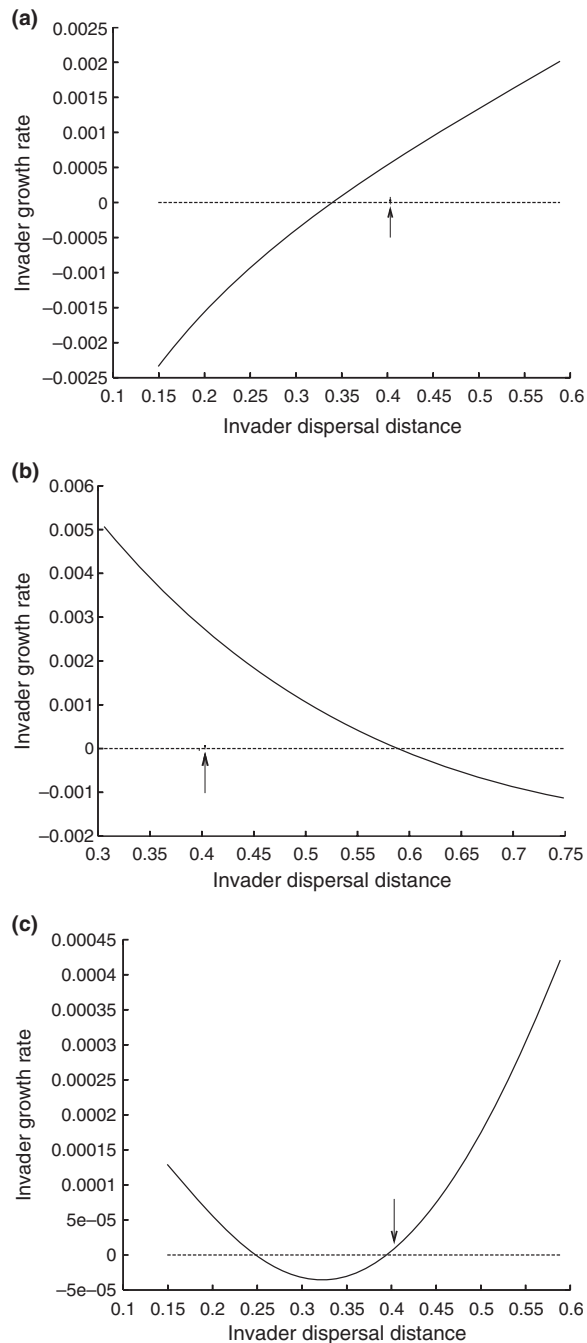 (a)
0.0025
0.002
0.0015
0.001
0.0005
0
−0.0005
−0.001
−0.0015
−0.002
−0.0025
Invader growth rate
0.1 0.15 0.2 0.25 0.3 0.35 0.4 0.45 0.5 0.55 0.6
Invader dispersal distance
(b)
0.006
0.005
0.004
0.003
0.002
0.001
0
−0.001
−0.002
Invader growth rate
0.3 0.35 0.4 0.45 0.5 0.55 0.6 0.65 0.7 0.75
Invader dispersal distance
(c)
0.00045
0.0004
0.00035
0.0003
0.00025
0.0002
0.00015
0.0001
5e−05
0
−5e−05
Invader growth rate
0.1 0.15 0.2 0.25 0.3 0.35 0.4 0.45 0.5 0.55 0.6
Invader dispersal distance